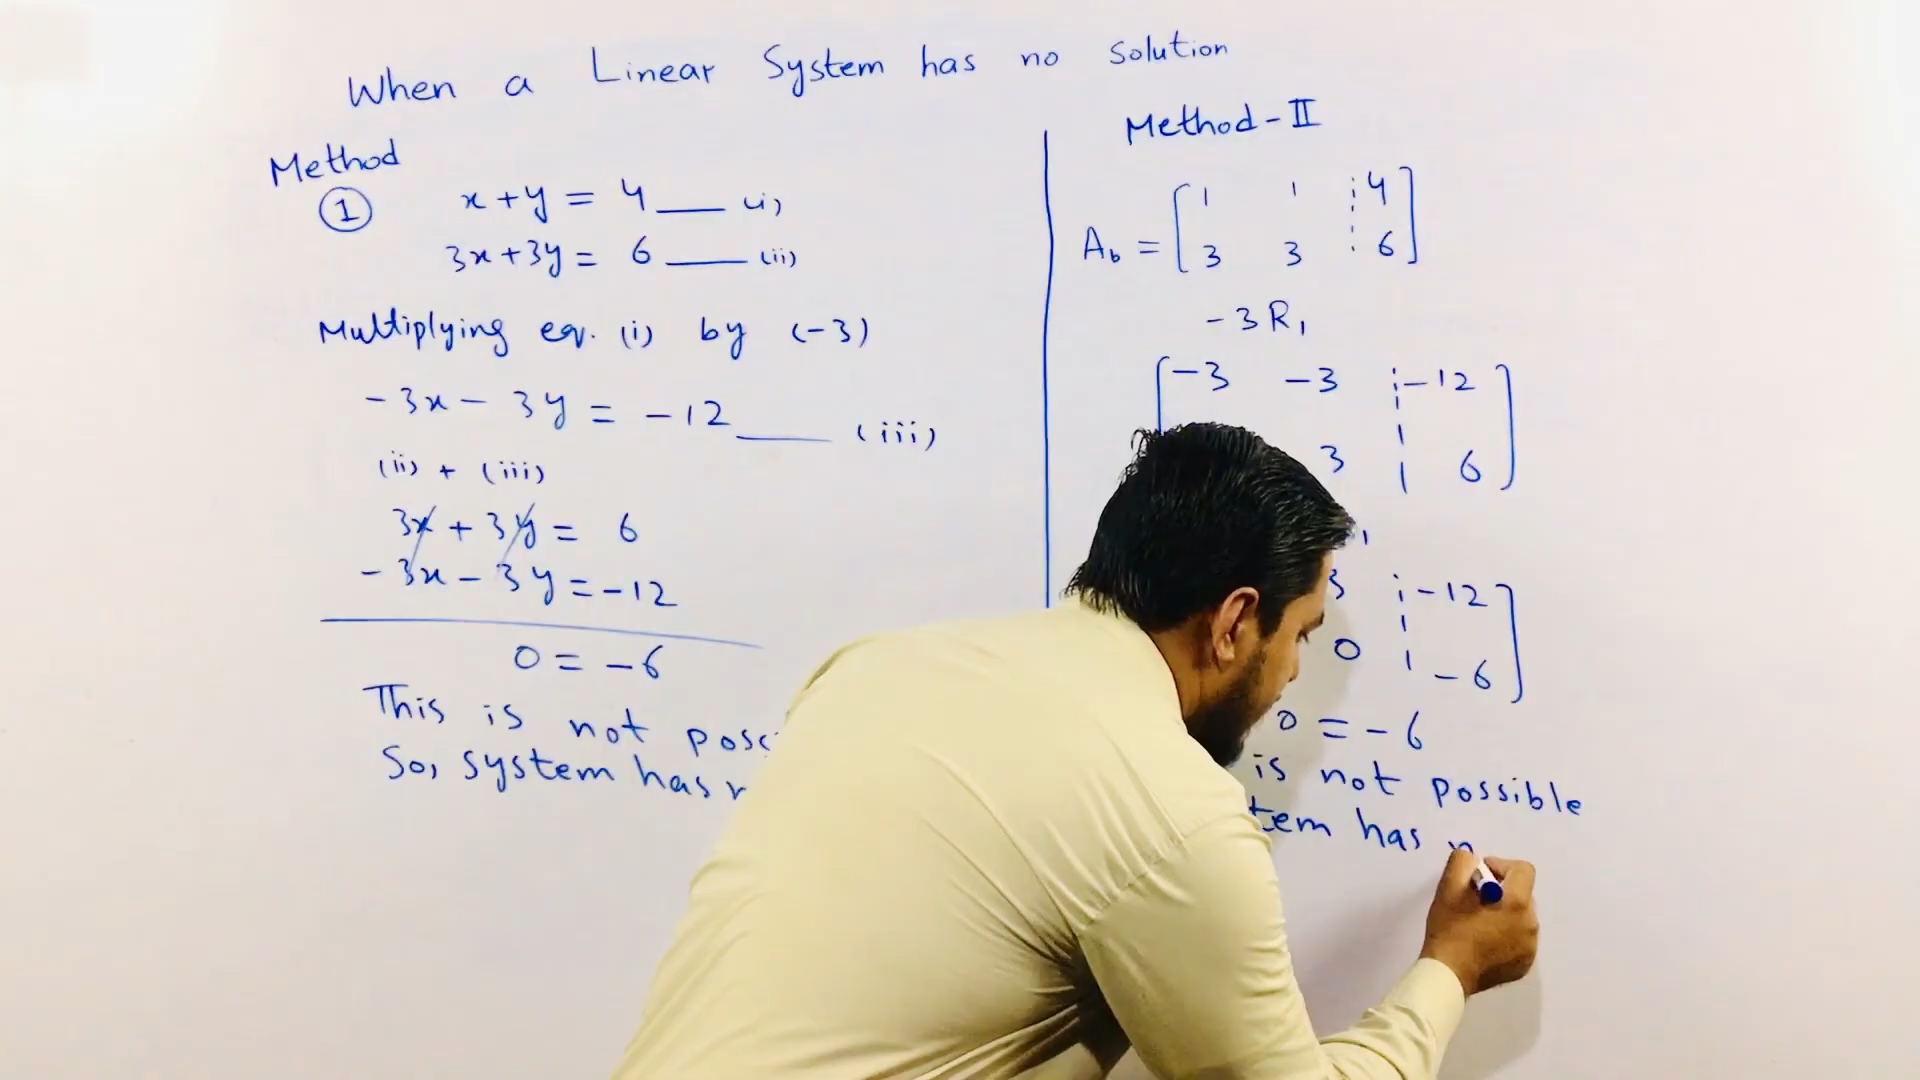 When a Linear System has no solution
Method
① x+y = 4 ___ (i)
3x+3y = 6 ___ (ii)
Multiplying eq. (i) by (-3)
-3x - 3y = -12 ___ (iii)
(ii) + (iii)
3x + 3y = 6
-3x - 3y = -12
0 = -6
This is not
So, system has
Method-II
1 1 4
A_b = 3 3 6
-3R₁
-3 -3 -12
3 6
-12
0 -6
0 = -6
is not possible
has